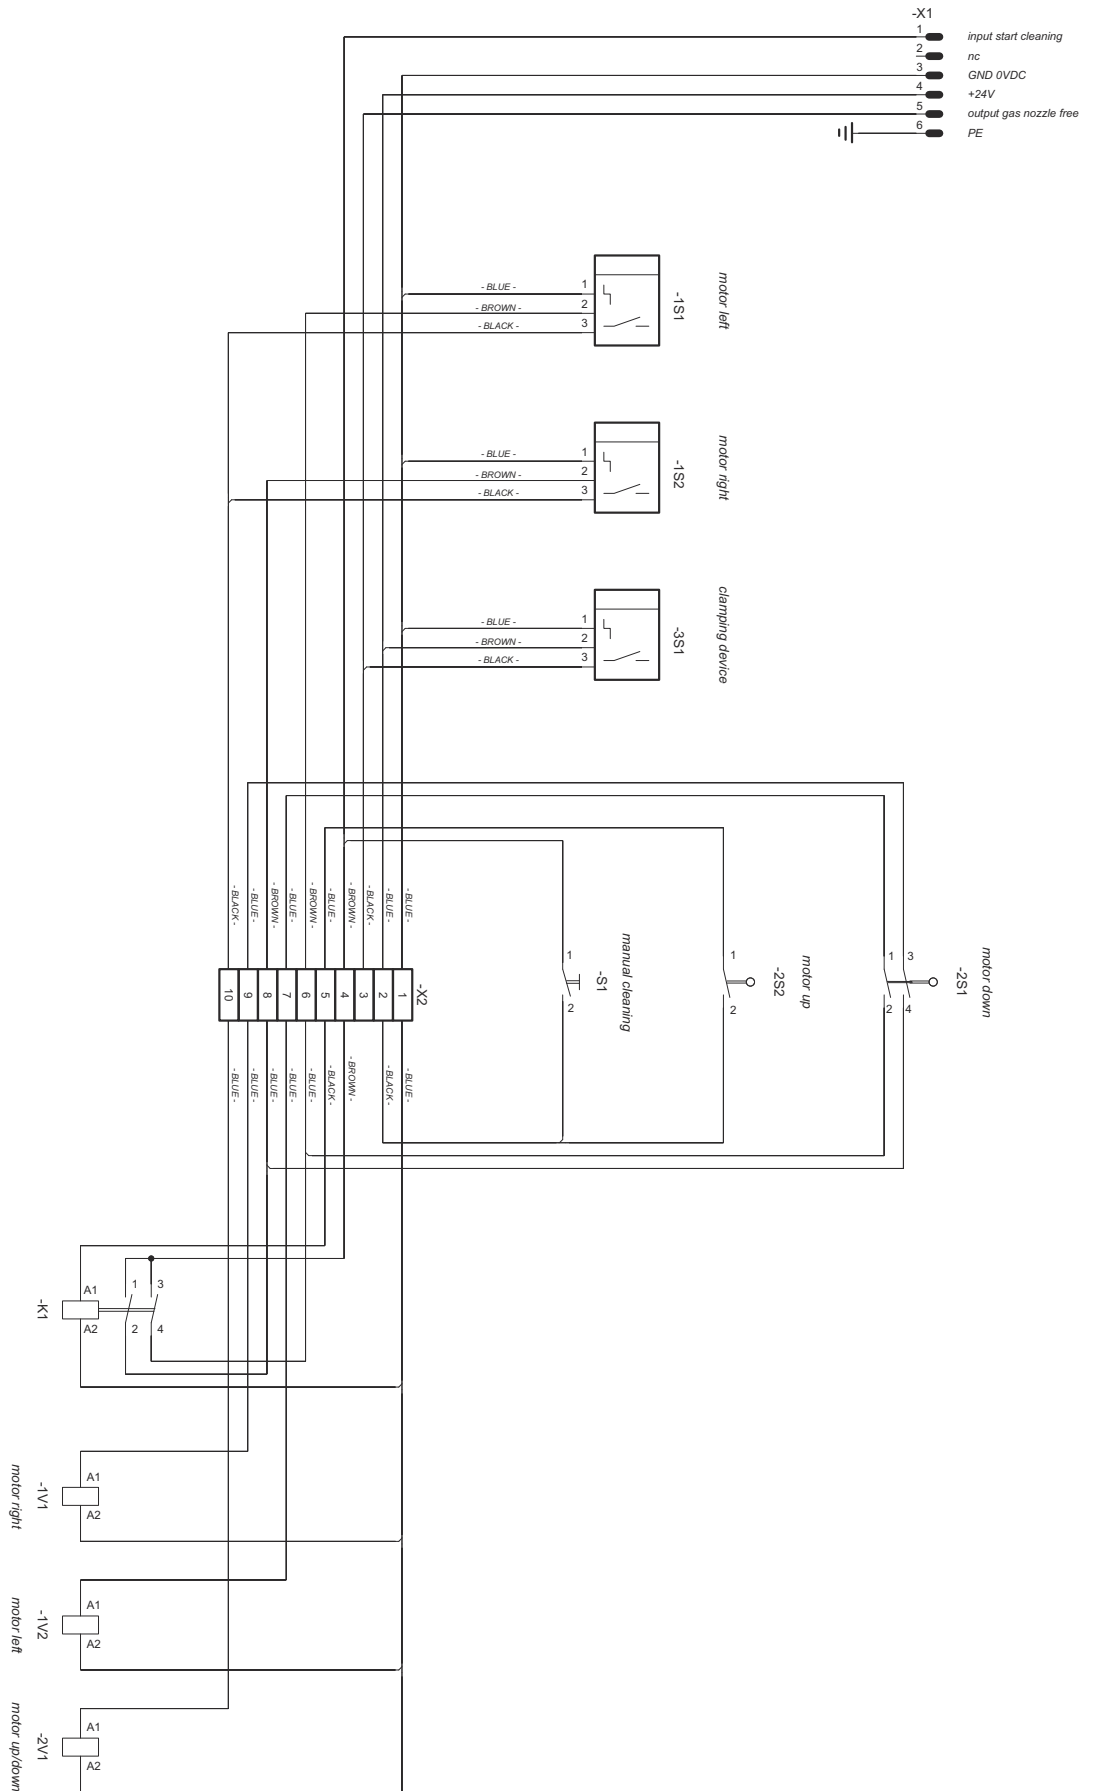 -X1
1
input start cleaning
2
nc
3
GND 0VDC
4
+24V
5
output gas nozzle free
6
PE
- BLUE -
1
- BROWN -
2
- BLACK -
3
-1S1
motor left
- BLUE -
1
- BROWN -
2
- BLACK -
3
-1S2
motor right
- BLUE -
1
- BROWN -
2
- BLACK -
3
-3S1
clamping device
- BLACK -
- BLUE -
- BROWN -
- BLUE -
- BROWN -
- BLUE -
- BROWN -
- BLACK -
- BLUE -
- BLUE -
10
9
8
7
6
5
4
3
2
1
-X2
1
2
-S1
manual cleaning
1
2
-2S2
motor up
1
3
2
4
-2S1
motor down
- BLUE -
- BLUE -
- BLUE -
- BLUE -
- BLUE -
- BLACK -
- BROWN -
- BLACK -
- BLUE -
-K1
A1
A2
1
3
2
4
motor right
-1V1
A1
A2
motor left
-1V2
A1
A2
motor up/down
-2V1
A1
A2